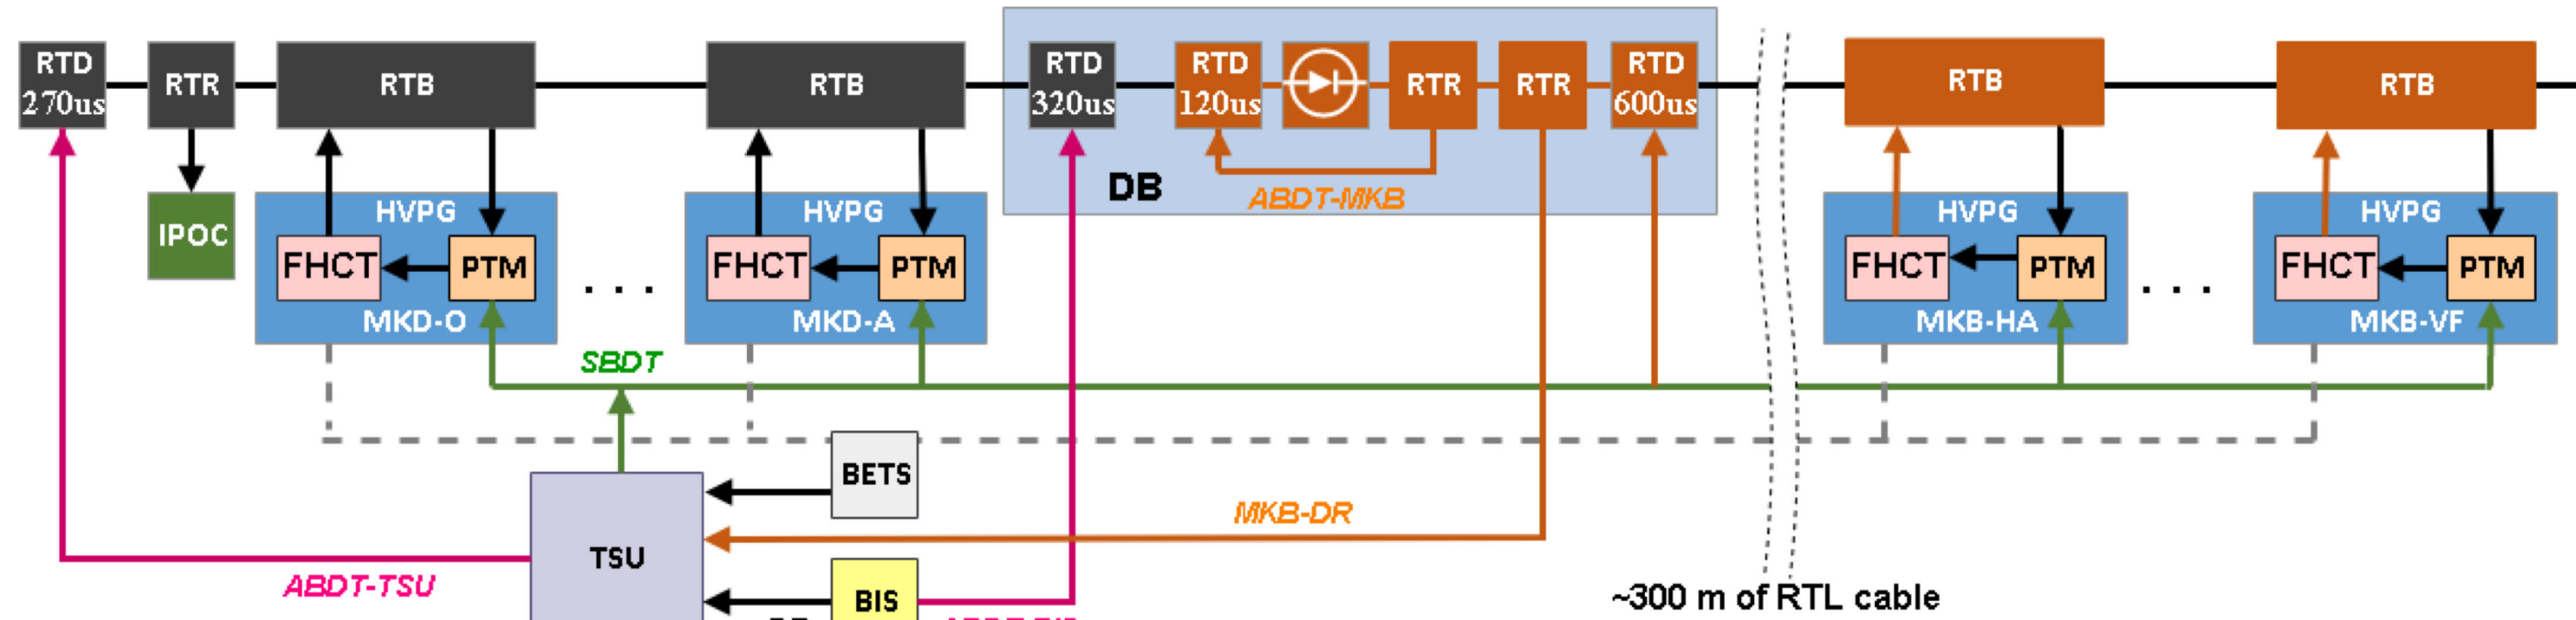 RTD
270us
RTR
RTB
RTB
RTD
320us
RTD
120us
RTR
RTR
RTD
600us
RTB
RTB
DB
ABDT-MKB
IPOC
HVPG
FHCT
PTM
MKD-O
. . .
HVPG
FHCT
PTM
MKD-A
HVPG
FHCT
PTM
MKB-HA
. . .
HVPG
FHCT
PTM
MKB-VF
SBDT
BETS
MKB-DR
TSU
ABDT-TSU
BIS
~300 m of RTL cable